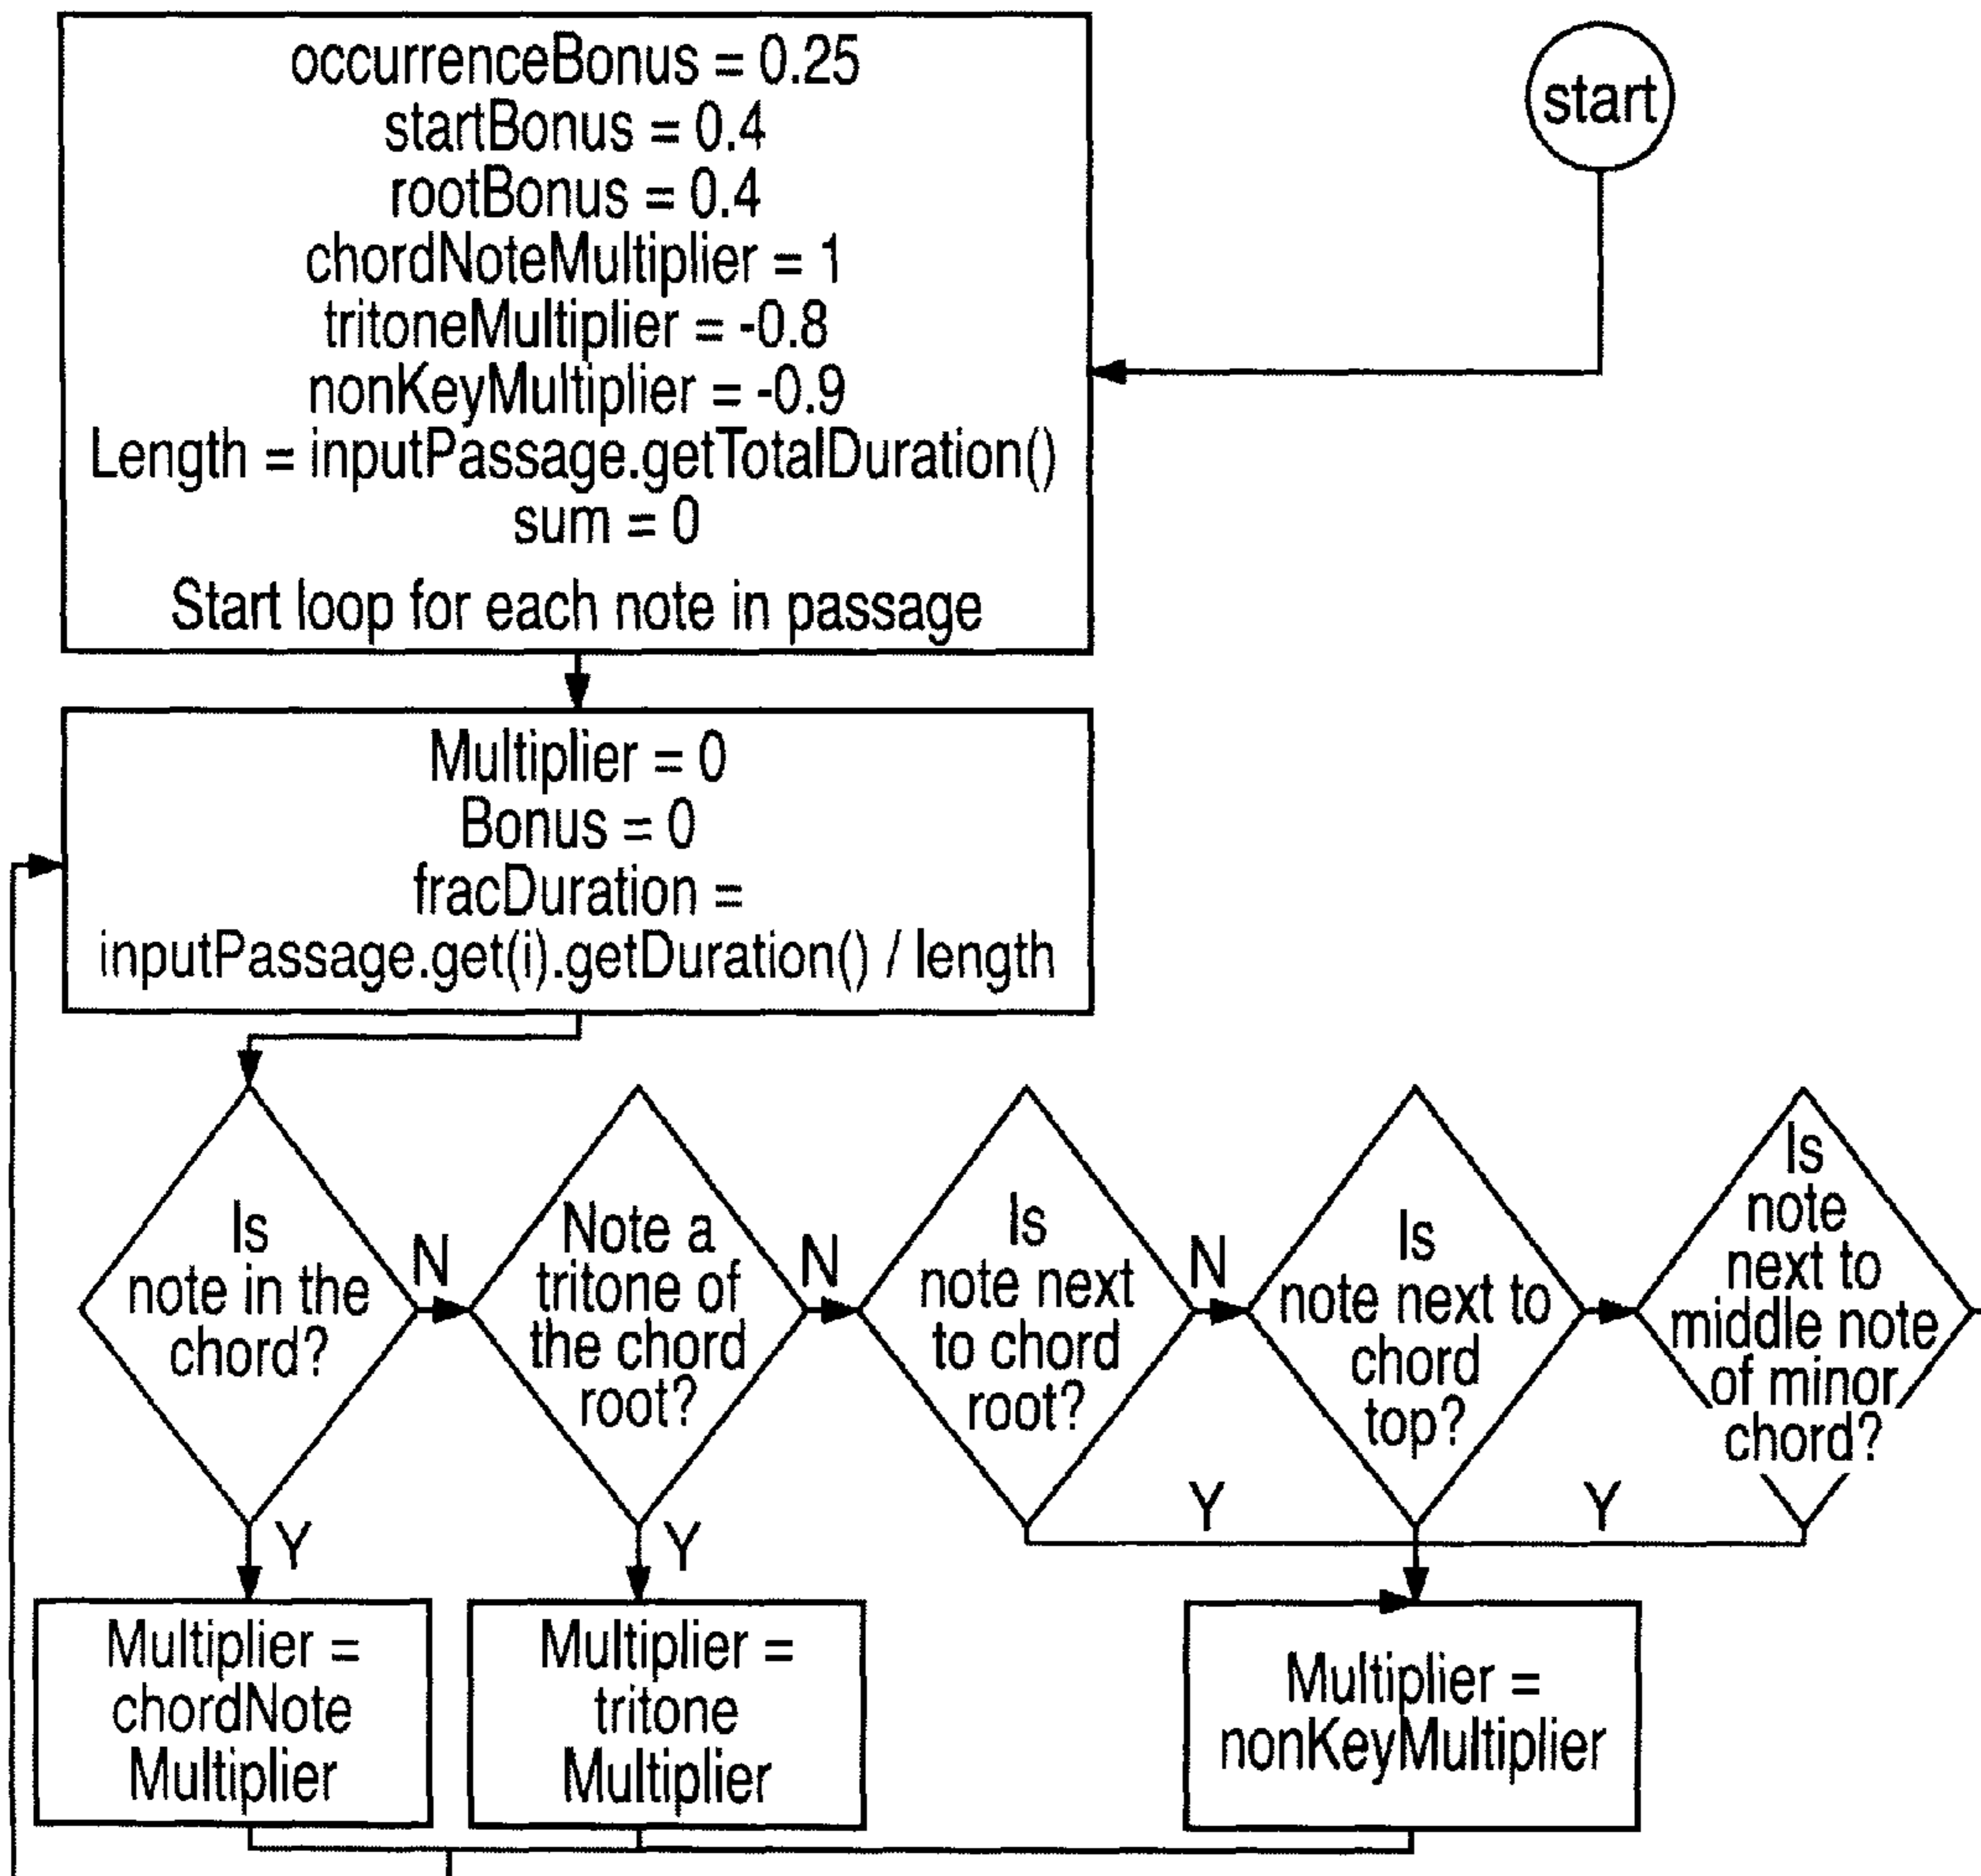 occurrenceBonus = 0.25
startBonus = 0.4
rootBonus = 0.4
chordNoteMultiplier = 1
tritoneMultiplier = -0.8
nonKeyMultiplier = -0.9
Length = inputPassage.getTotalDuration()
sum = 0
Start loop for each note in passage
start
Multiplier = 0
Bonus = 0
fracDuration =
inputPassage.get(i).getDuration() / length
Is
note in the
chord?
N
Y
Note a
tritone of
the chord
root?
N
Y
Is
note next
to chord
root?
N
Y
Is
note next to
chord
top?
Y
Is
note
next to
middle note
of minor
chord?
Multiplier =
chordNote
Multiplier
Multiplier =
tritone
Multiplier
Multiplier =
nonKeyMultiplier